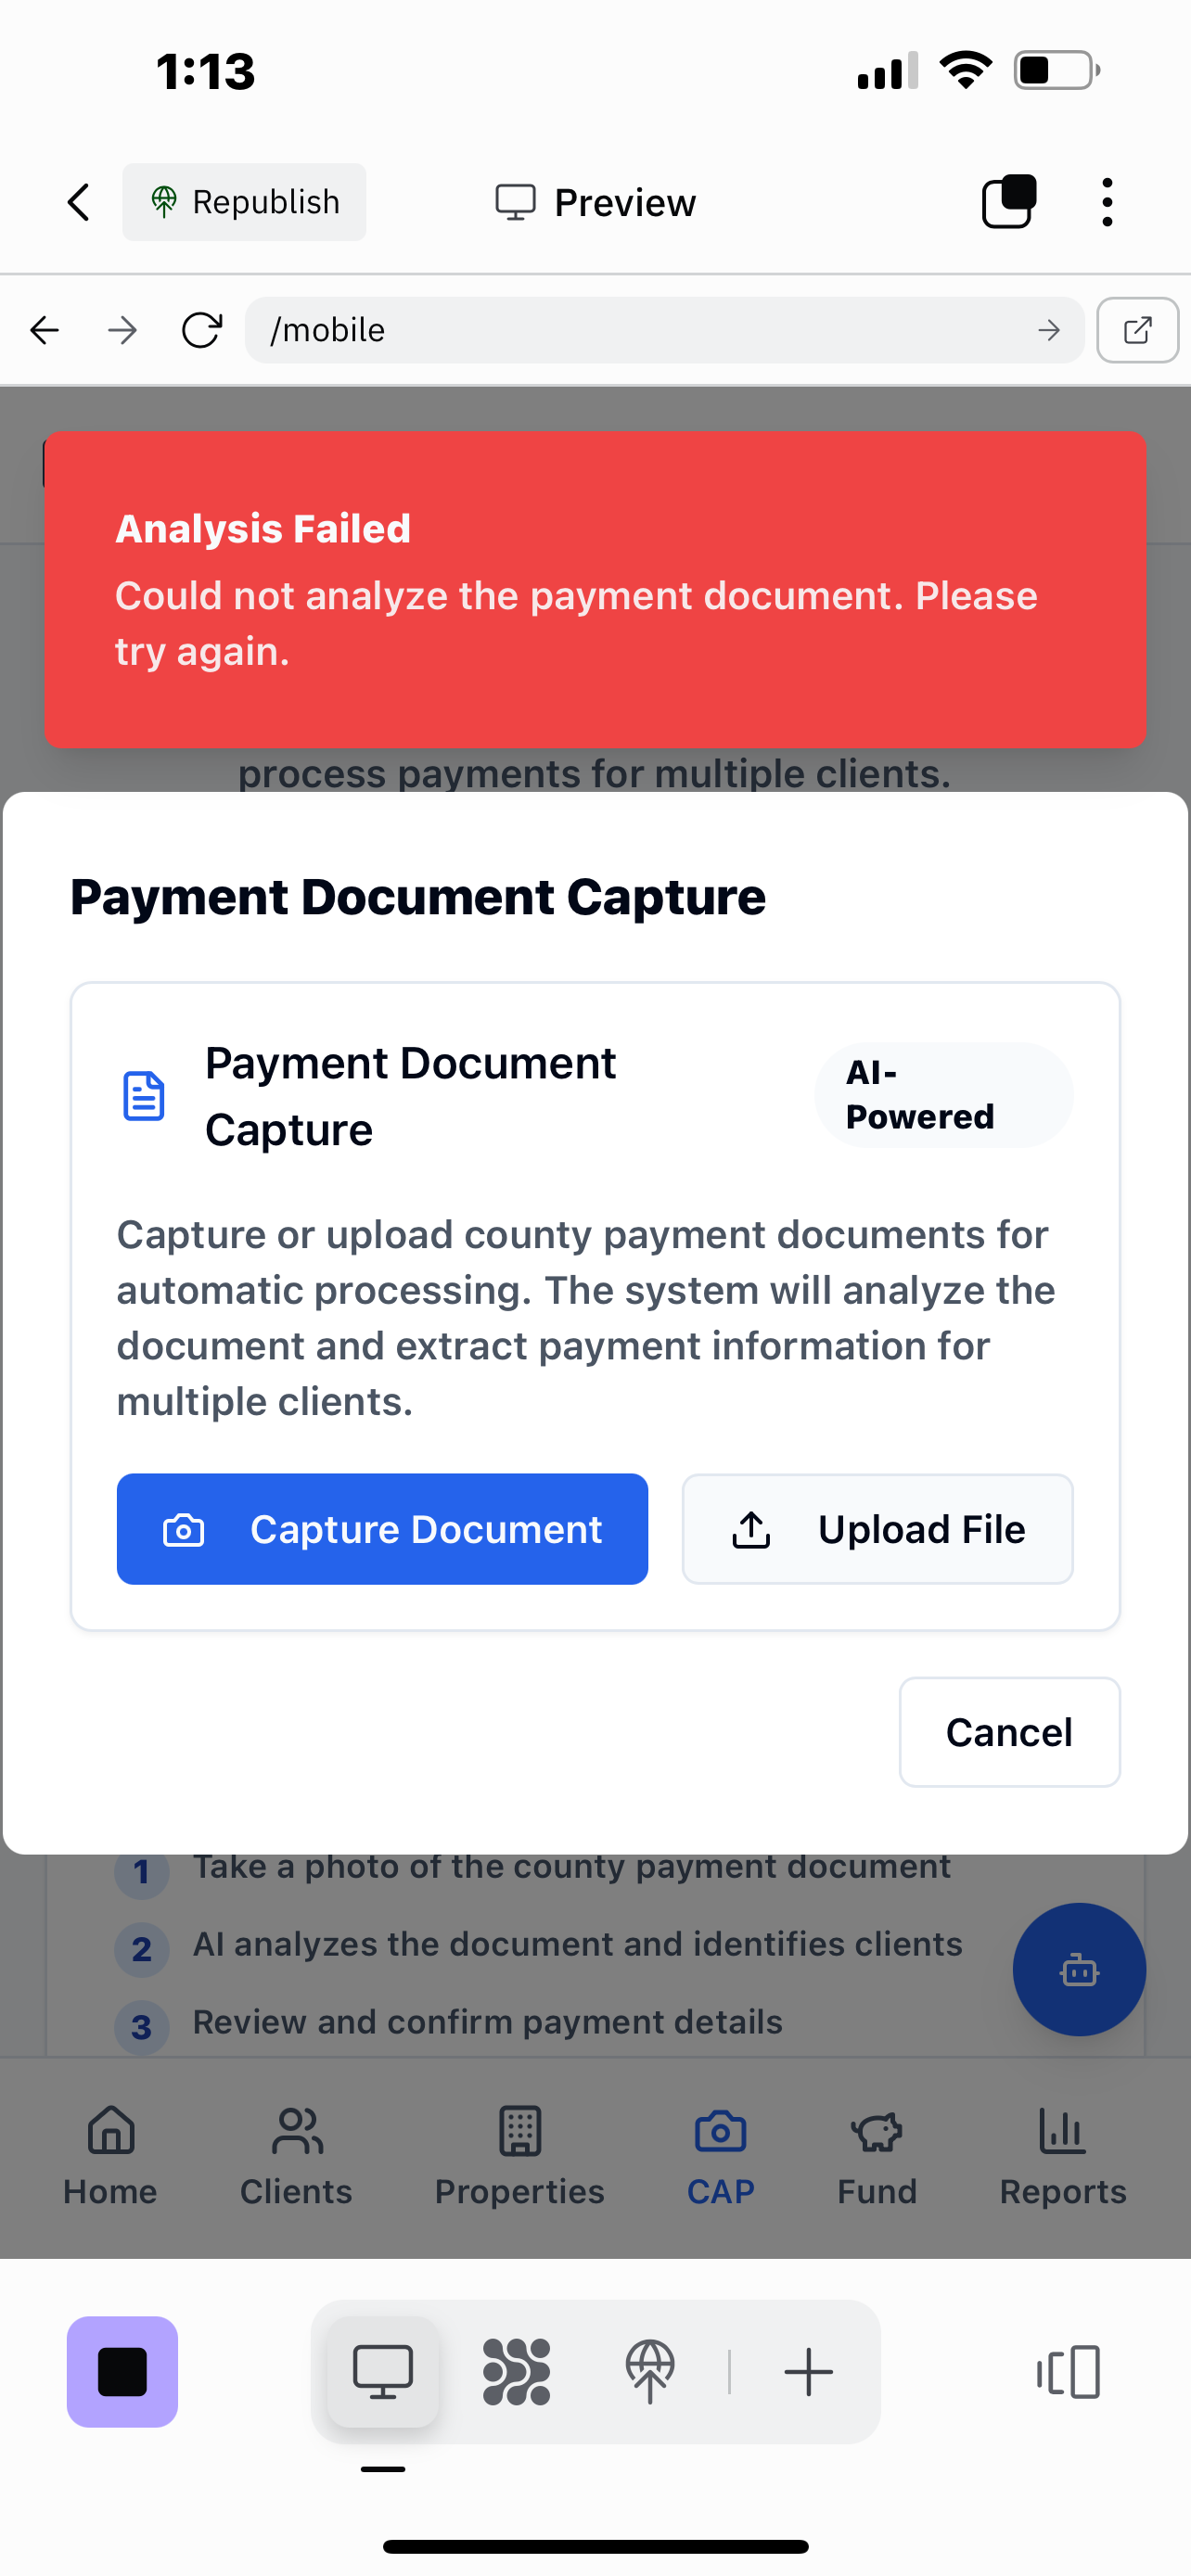 1:13
Republish
Preview
/mobile
Analysis Failed
Could not analyze the payment document. Please
try again.
process payments for multiple clients.
Payment Document Capture
Payment Document
Capture
AI-
Powered
Capture or upload county payment documents for
automatic processing. The system will analyze the
document and extract payment information for
multiple clients.
Capture Document
Upload File
Cancel
1 Take a photo of the county payment document
2 AI analyzes the document and identifies clients
3 Review and confirm payment details
Home
Clients
Properties
CAP
Fund
Reports